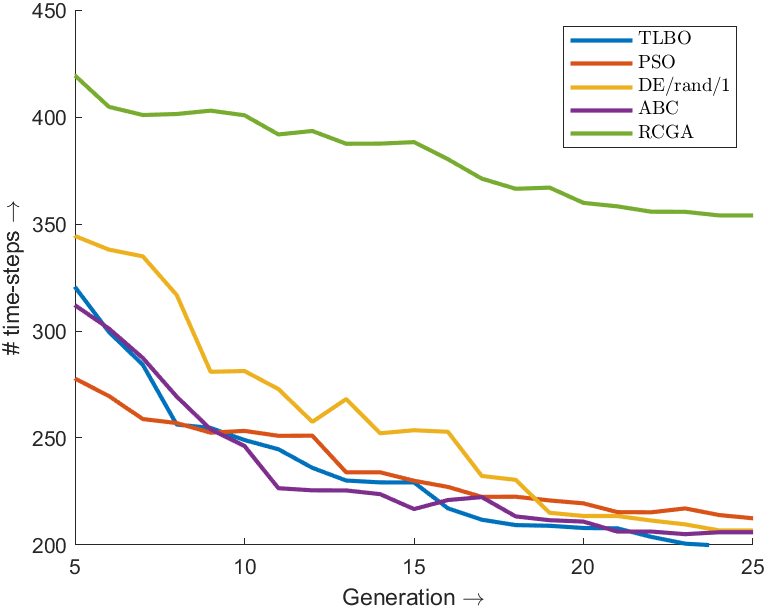 450
400
350
300
250
200
# time-steps →
5
10
15
20
25
Generation →
TLBO
PSO
DE/rand/1
ABC
RCGA